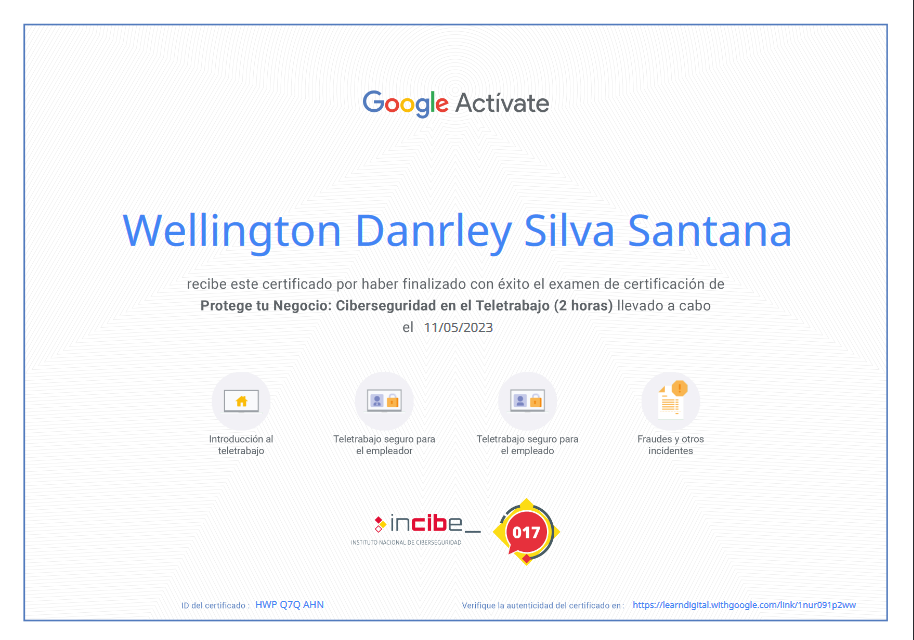 Google Actívate
Wellington Danrley Silva Santana
recibe este certificado por haber finalizado con éxito el examen de certificación de
Protege tu Negocio: Ciberseguridad en el Teletrabajo (2 horas) llevado a cabo
el 11/05/2023
Introducción al
teletrabajo
Teletrabajo seguro para
el empleador
Teletrabajo seguro para
el empleado
Fraudes y otros
incidentes
incibe_
INSTITUTO NACIONAL DE CIBERSEGURIDAD
017
ID del certificado : HWP Q7Q AHN
Verifique la autenticidad del certificado en : https://learndigital.withgoogle.com/link/1nur091p2ww